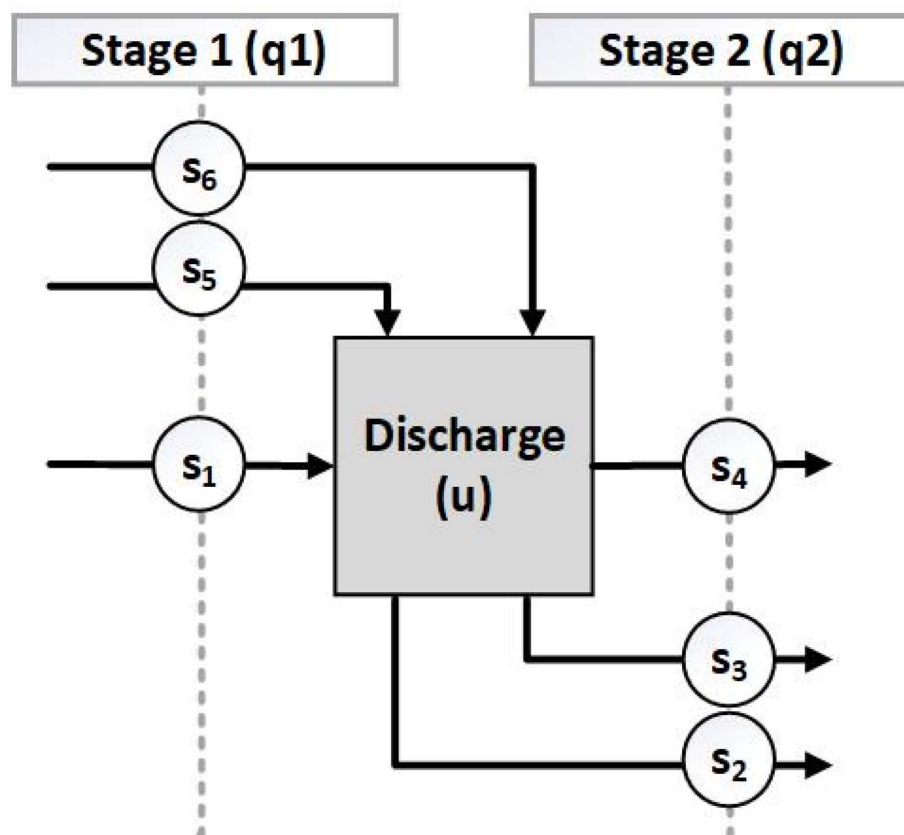 Stage 1 (q1)
Stage 2 (q2)
s₆
s₅
s₁
Discharge
(u)
s₄
s₃
s₂